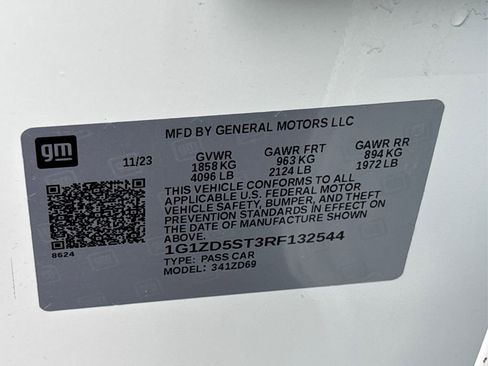 gm
MFD BY GENERAL MOTORS LLC
11/23 GVWR GAWR FRT GAWR RR
1858 KG 963 KG 894 KG
4096 LB 2124 LB 1972 LB
THIS VEHICLE CONFORMS TO ALL
APPLICABLE U.S. FEDERAL MOTOR
VEHICLE SAFETY, BUMPER, AND THEFT
PREVENTION STANDARDS IN EFFECT ON
THE DATE OF MANUFACTURE SHOWN
ABOVE.
8624
1G1ZD5ST3RF132544
TYPE: PASS CAR
MODEL: 341ZD69